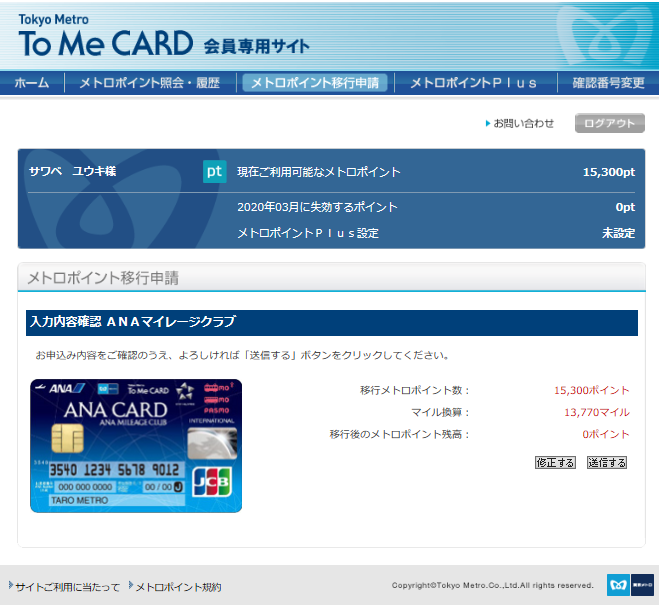 Tokyo Metro
To Me CARD 会員専用サイト
ホーム メトロポイント照会・履歴 メトロポイント移行申請 メトロポイントＰｌｕｓ 確認番号変更
お問い合わせ ログアウト
サワベ ユウキ様 pt 現在ご利用可能なメトロポイント 15,300pt
2020年03月に失効するポイント 0pt
メトロポイントＰｌｕｓ設定 未設定
メトロポイント移行申請
入力内容確認 ＡＮＡマイレージクラブ
お申込み内容をご確認のうえ、よろしければ「送信する」ボタンをクリックしてください。
ANA To Me CARD
ANA CARD
ANA MILEAGE CLUB
PASMO
INTERNATIONAL
3540 1234 5678 9012
000 000 0000 00/00
TARO METRO
JCB
移行メトロポイント数： 15,300ポイント
マイル換算： 13,770マイル
移行後のメトロポイント残高： 0ポイント
修正する 送信する
サイトご利用に当たって メトロポイント規約
Copyright©Tokyo Metro.Co.,Ltd.All rights reserved.